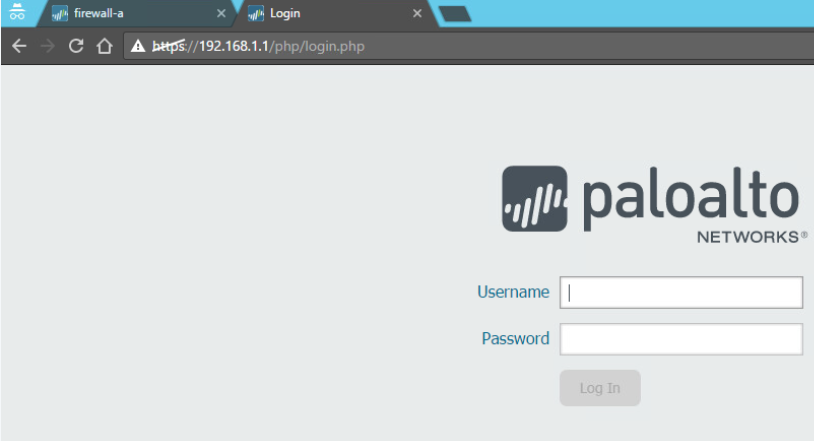 firewall-a
Login
https://192.168.1.1/php/login.php
paloalto
NETWORKS®
Username
Password
Log In